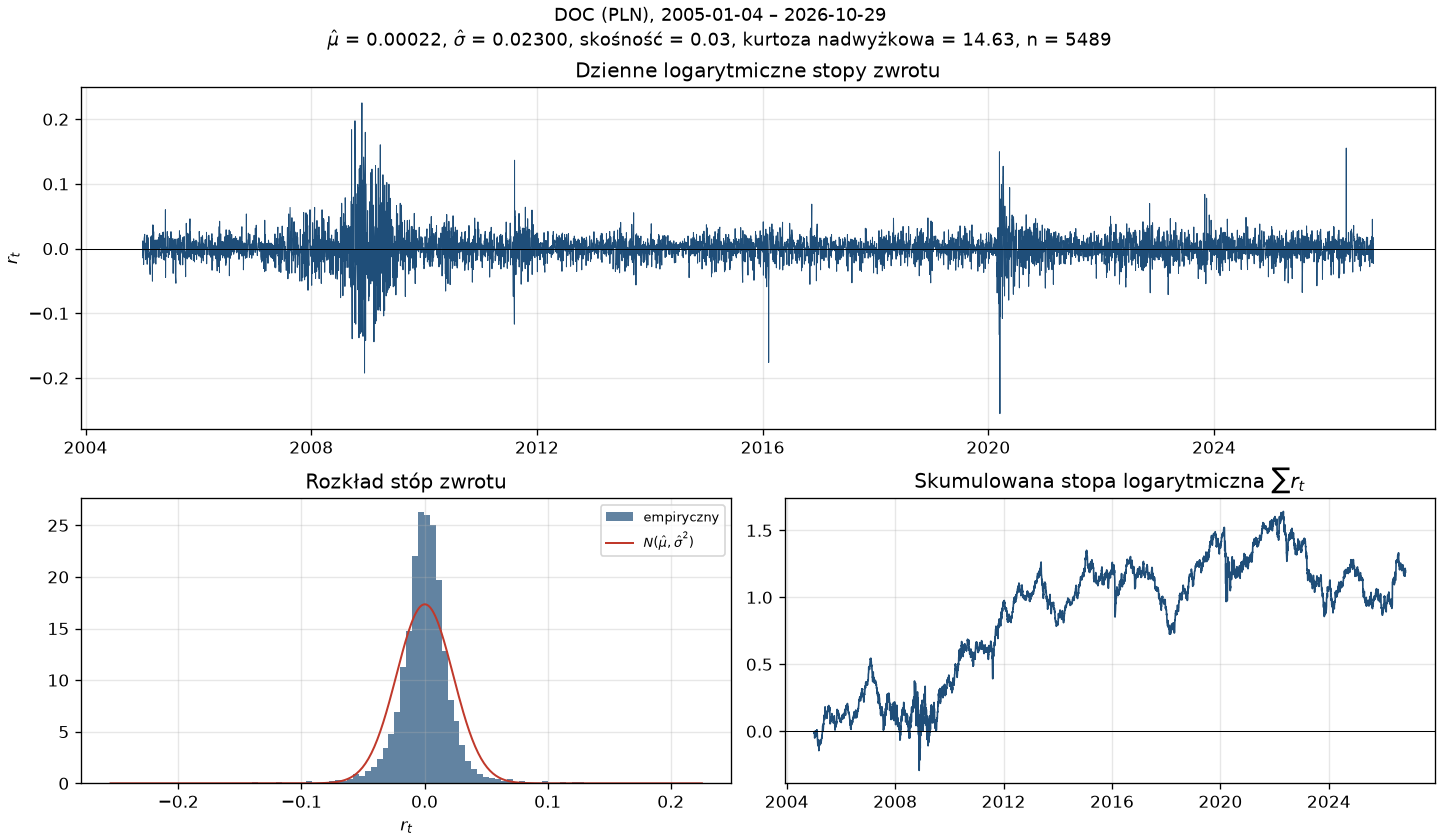 DOC (PLN), 2005-01-04 – 2026-10-29
μ̂ = 0.00022, σ̂ = 0.02300, skośność = 0.03, kurtoza nadwyżkowa = 14.63, n = 5489
Dzienne logarytmiczne stopy zwrotu
0.2
0.1
0.0
−0.1
−0.2
r_t
2004 2008 2012 2016 2020 2024
Rozkład stóp zwrotu
25
20
15
10
5
0
empiryczny
N(μ̂, σ̂²)
−0.2 −0.1 0.0 0.1 0.2
r_t
Skumulowana stopa logarytmiczna ∑r_t
1.5
1.0
0.5
0.0
2004 2008 2012 2016 2020 2024